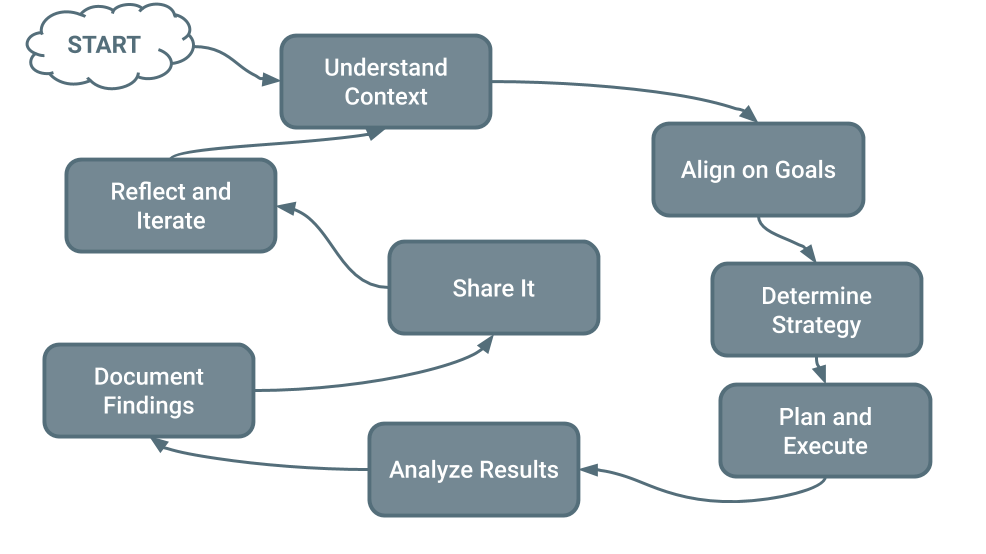 START
Understand
Context
Align on Goals
Determine
Strategy
Plan and
Execute
Analyze Results
Document
Findings
Share It
Reflect and
Iterate